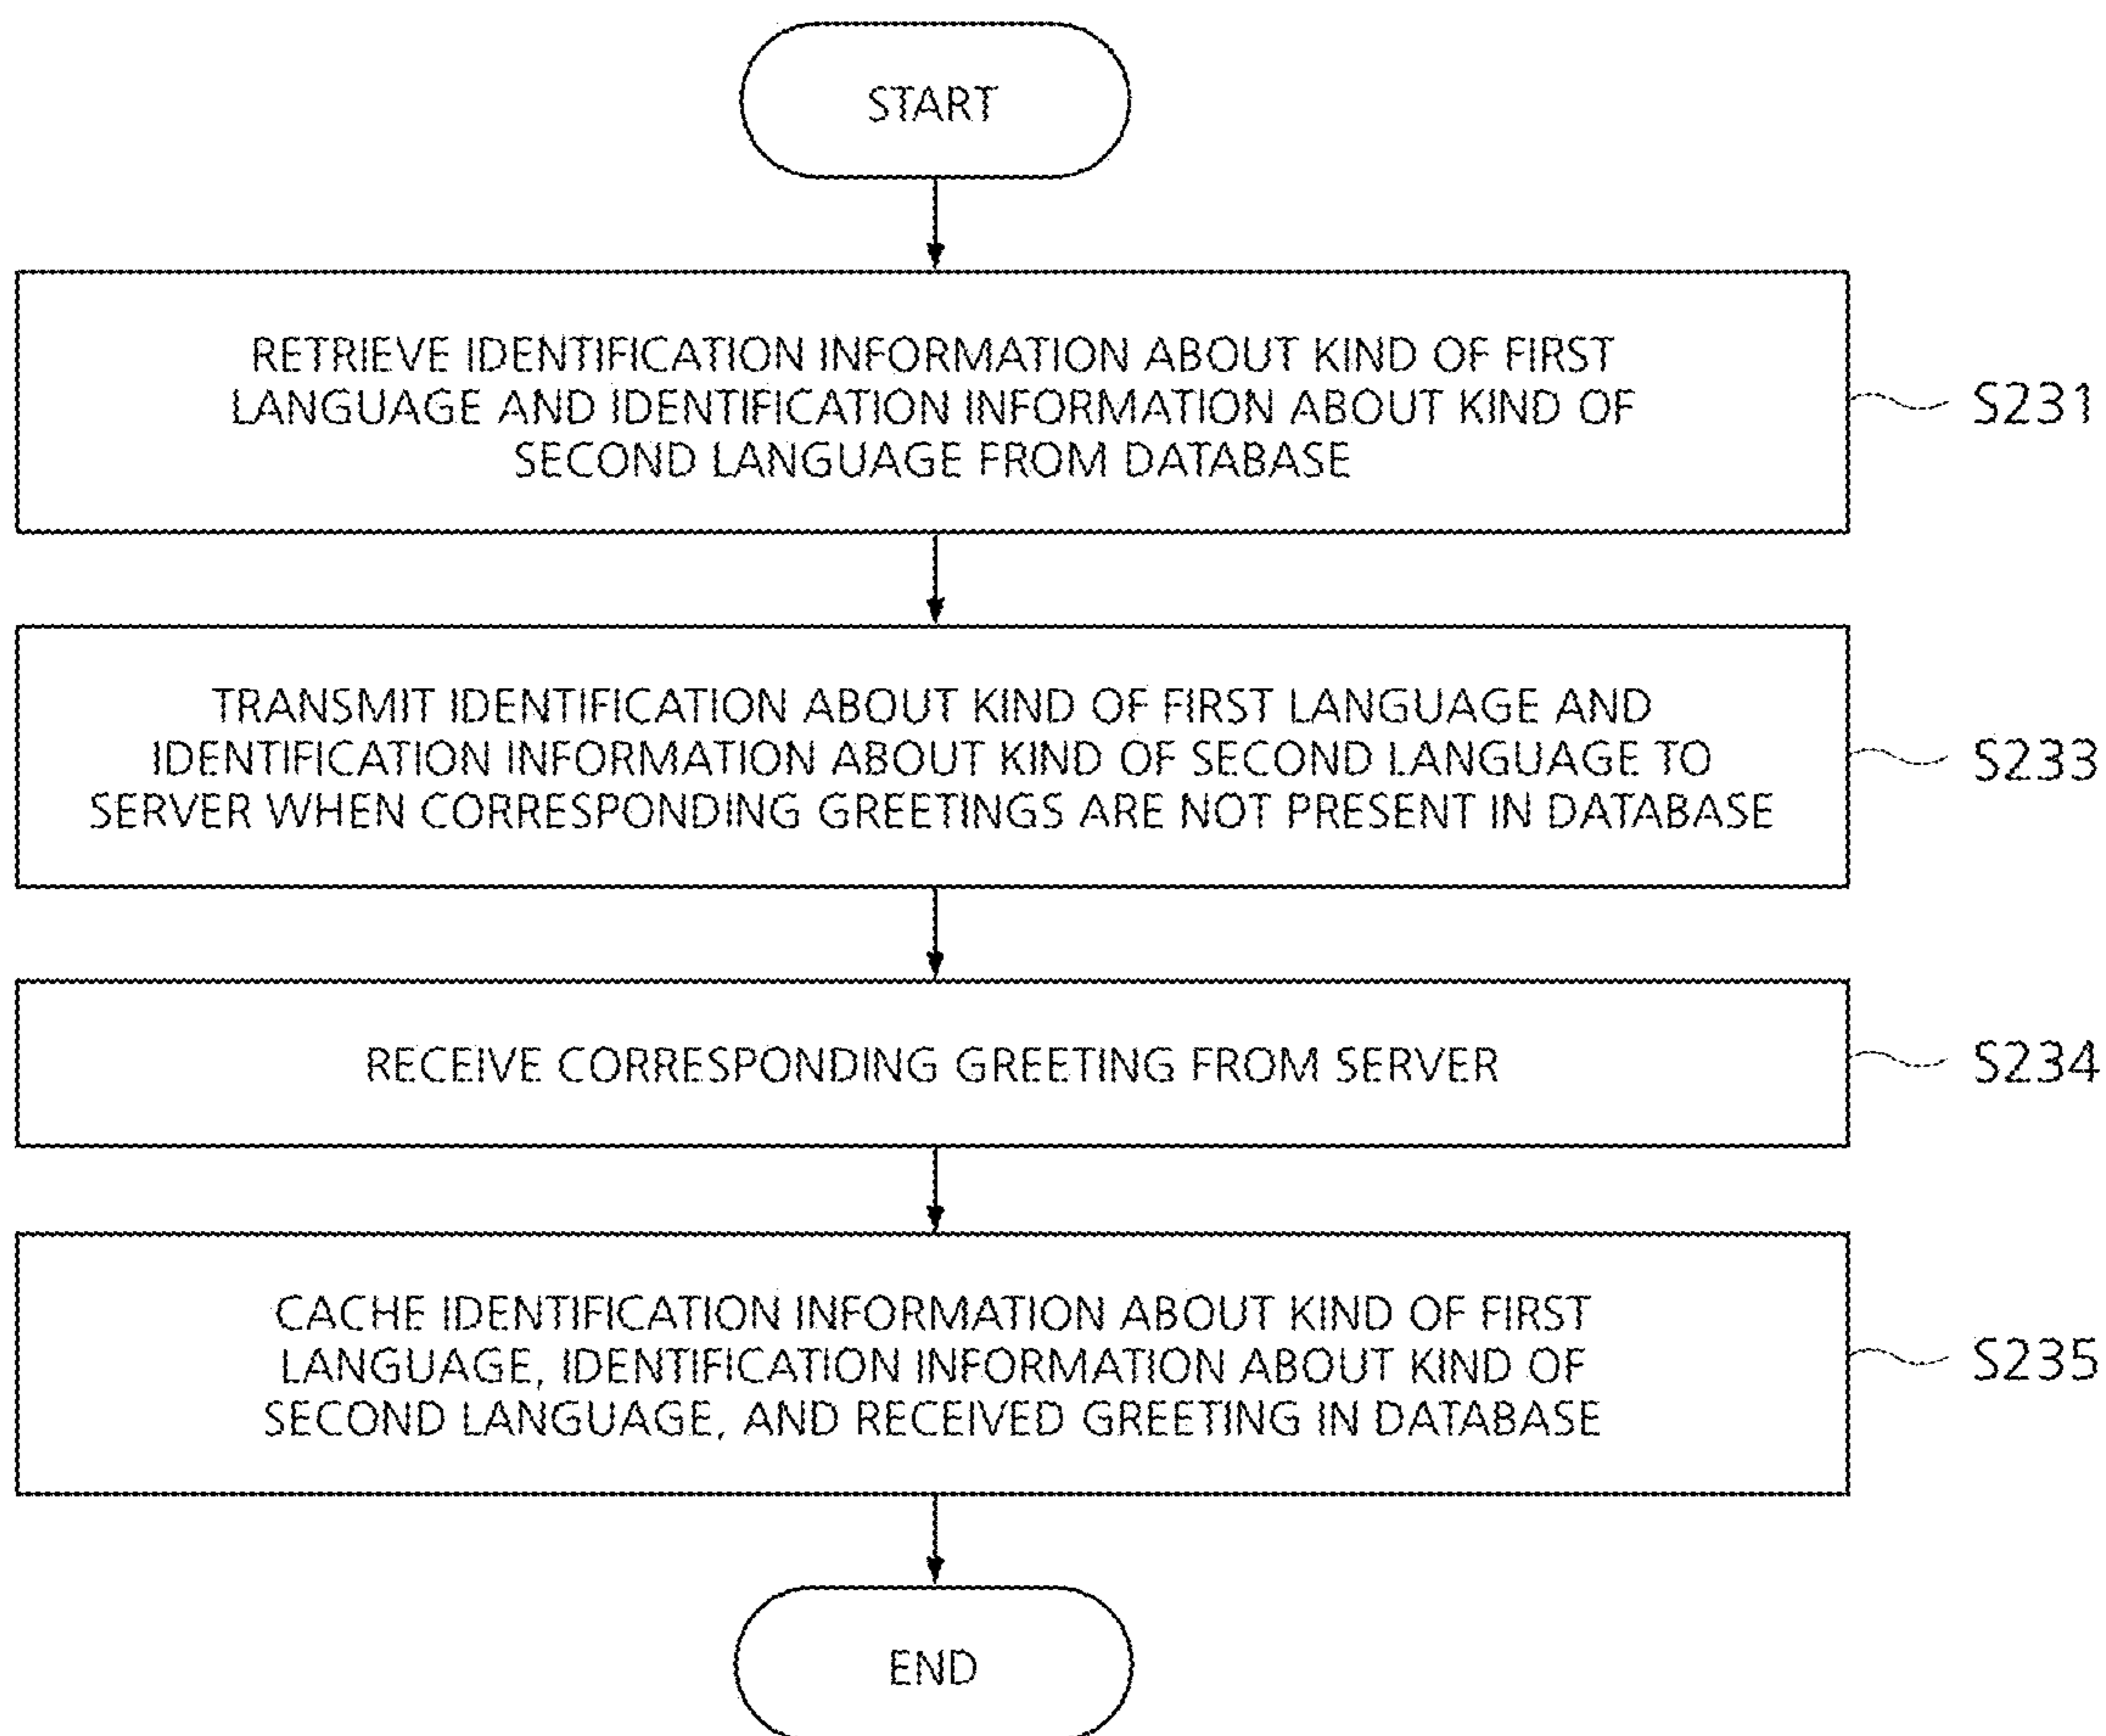 START
RETRIEVE IDENTIFICATION INFORMATION ABOUT KIND OF FIRST
LANGUAGE AND IDENTIFICATION INFORMATION ABOUT KIND OF
SECOND LANGUAGE FROM DATABASE
S231
TRANSMIT IDENTIFICATION ABOUT KIND OF FIRST LANGUAGE AND
IDENTIFICATION INFORMATION ABOUT KIND OF SECOND LANGUAGE TO
SERVER WHEN CORRESPONDING GREETINGS ARE NOT PRESENT IN DATABASE
S233
RECEIVE CORRESPONDING GREETING FROM SERVER
S234
CACHE IDENTIFICATION INFORMATION ABOUT KIND OF FIRST
LANGUAGE, IDENTIFICATION INFORMATION ABOUT KIND OF
SECOND LANGUAGE, AND RECEIVED GREETING IN DATABASE
S235
END